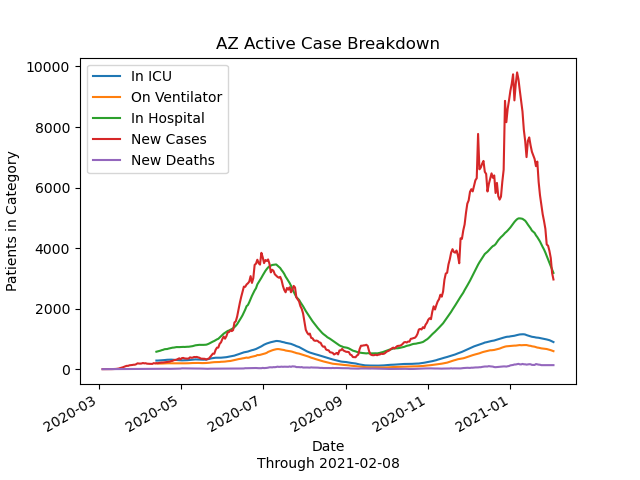 AZ Active Case Breakdown
Patients in Category
10000
8000
6000
4000
2000
0
In ICU
On Ventilator
In Hospital
New Cases
New Deaths
2020-03
2020-05
2020-07
2020-09
2020-11
2021-01
Date
Through 2021-02-08